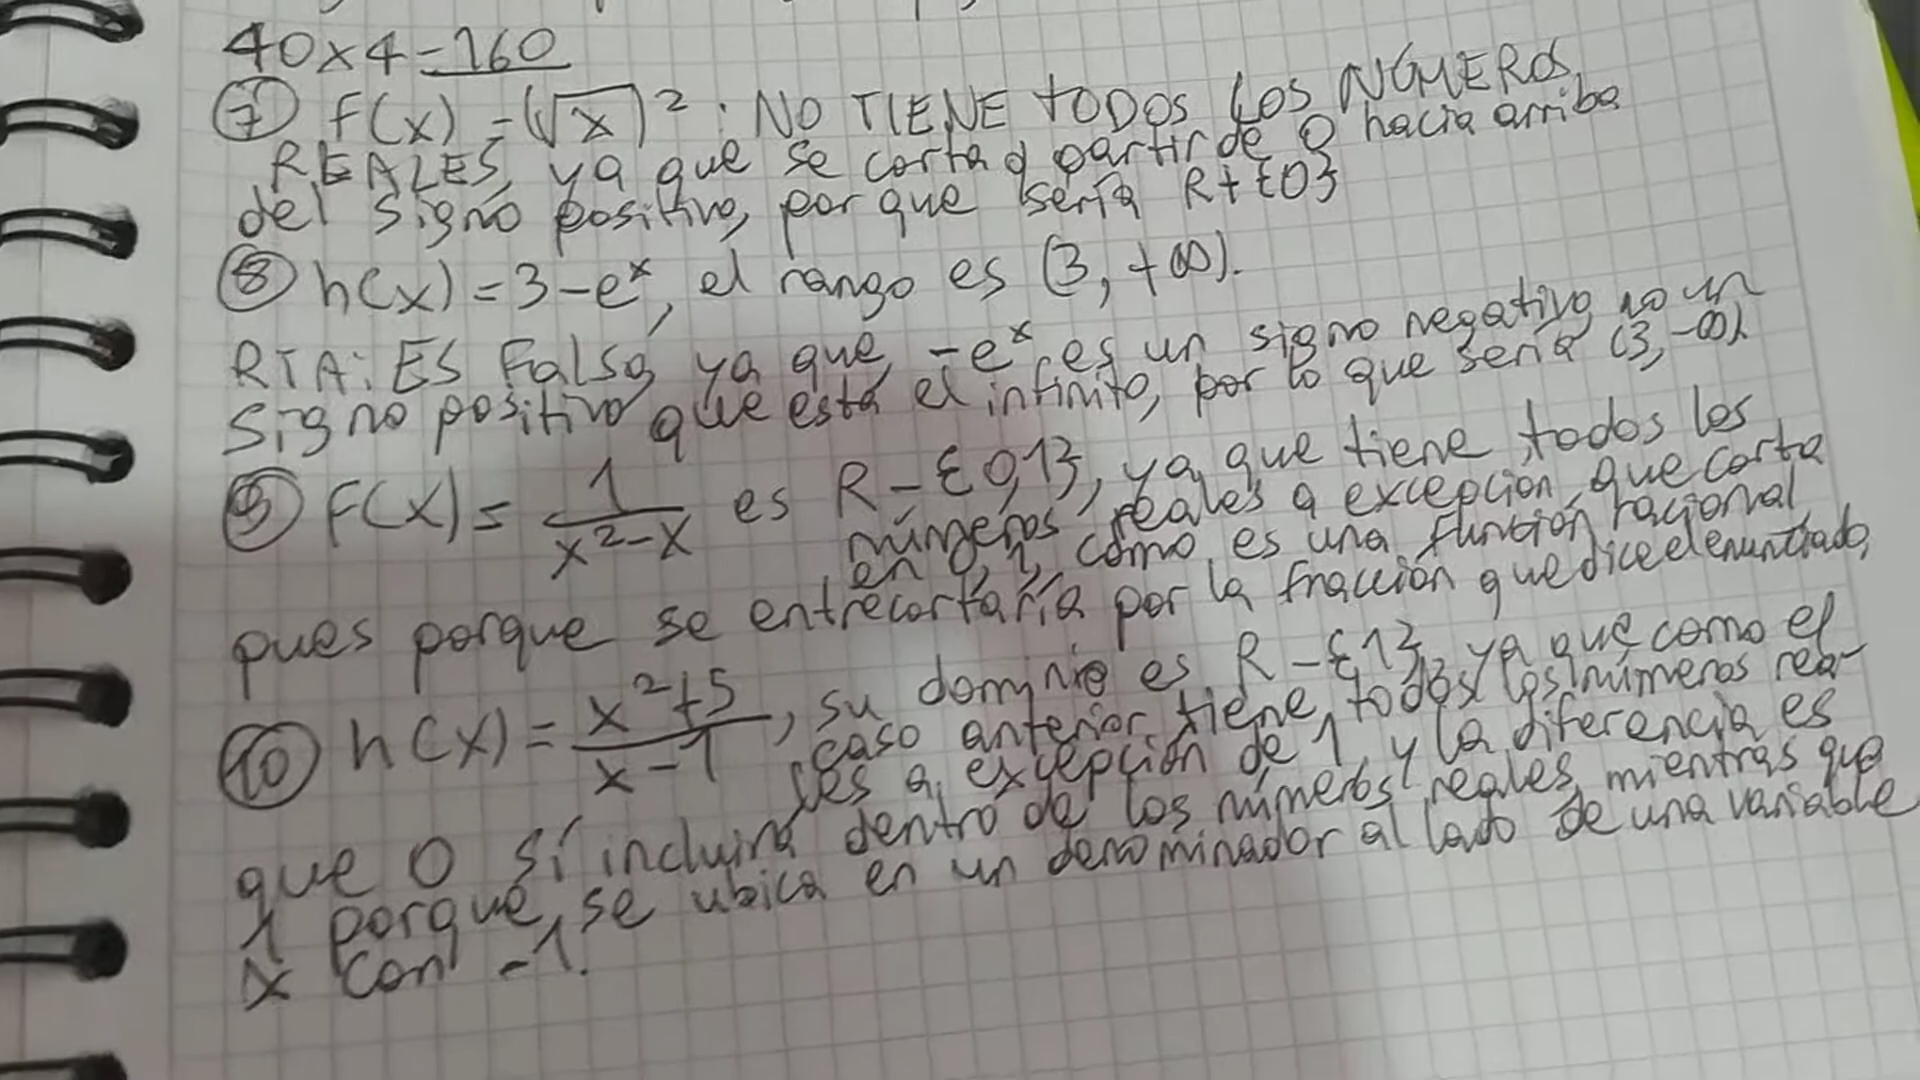 40x4=160
⑦ f(x) = (√x)² : NO TIENE TODOS LOS NÚMEROS
REALES, ya que se corta a partir de 0 hacia arriba
del signo positivo, porque sería R+{0}
⑧ h(x) = 3-eˣ, el rango es (3, +∞).
RTA: ES Falso, ya que -eˣ es un signo negativo no un
signo positivo que está el infinito, por lo que sería (3, -∞).
⑨ f(x) = 1/(x²-x) es R-{0,1}, ya que tiene todos los
números reales a excepción que corta
en 0, 1, como es una función racional,
pues porque se entrecortaría por la fracción que dice el enunciado,
⑩ h(x) = (x²+5)/(x-1), su dominio es R-{1}, ya que como el
caso anterior, tiene todos los números rea-
les a excepción de 1, y la diferencia es
que 0 sí incluirá dentro de los números reales, mientras que
1 porque se ubica en un denominador al lado de una variable
x con -1.